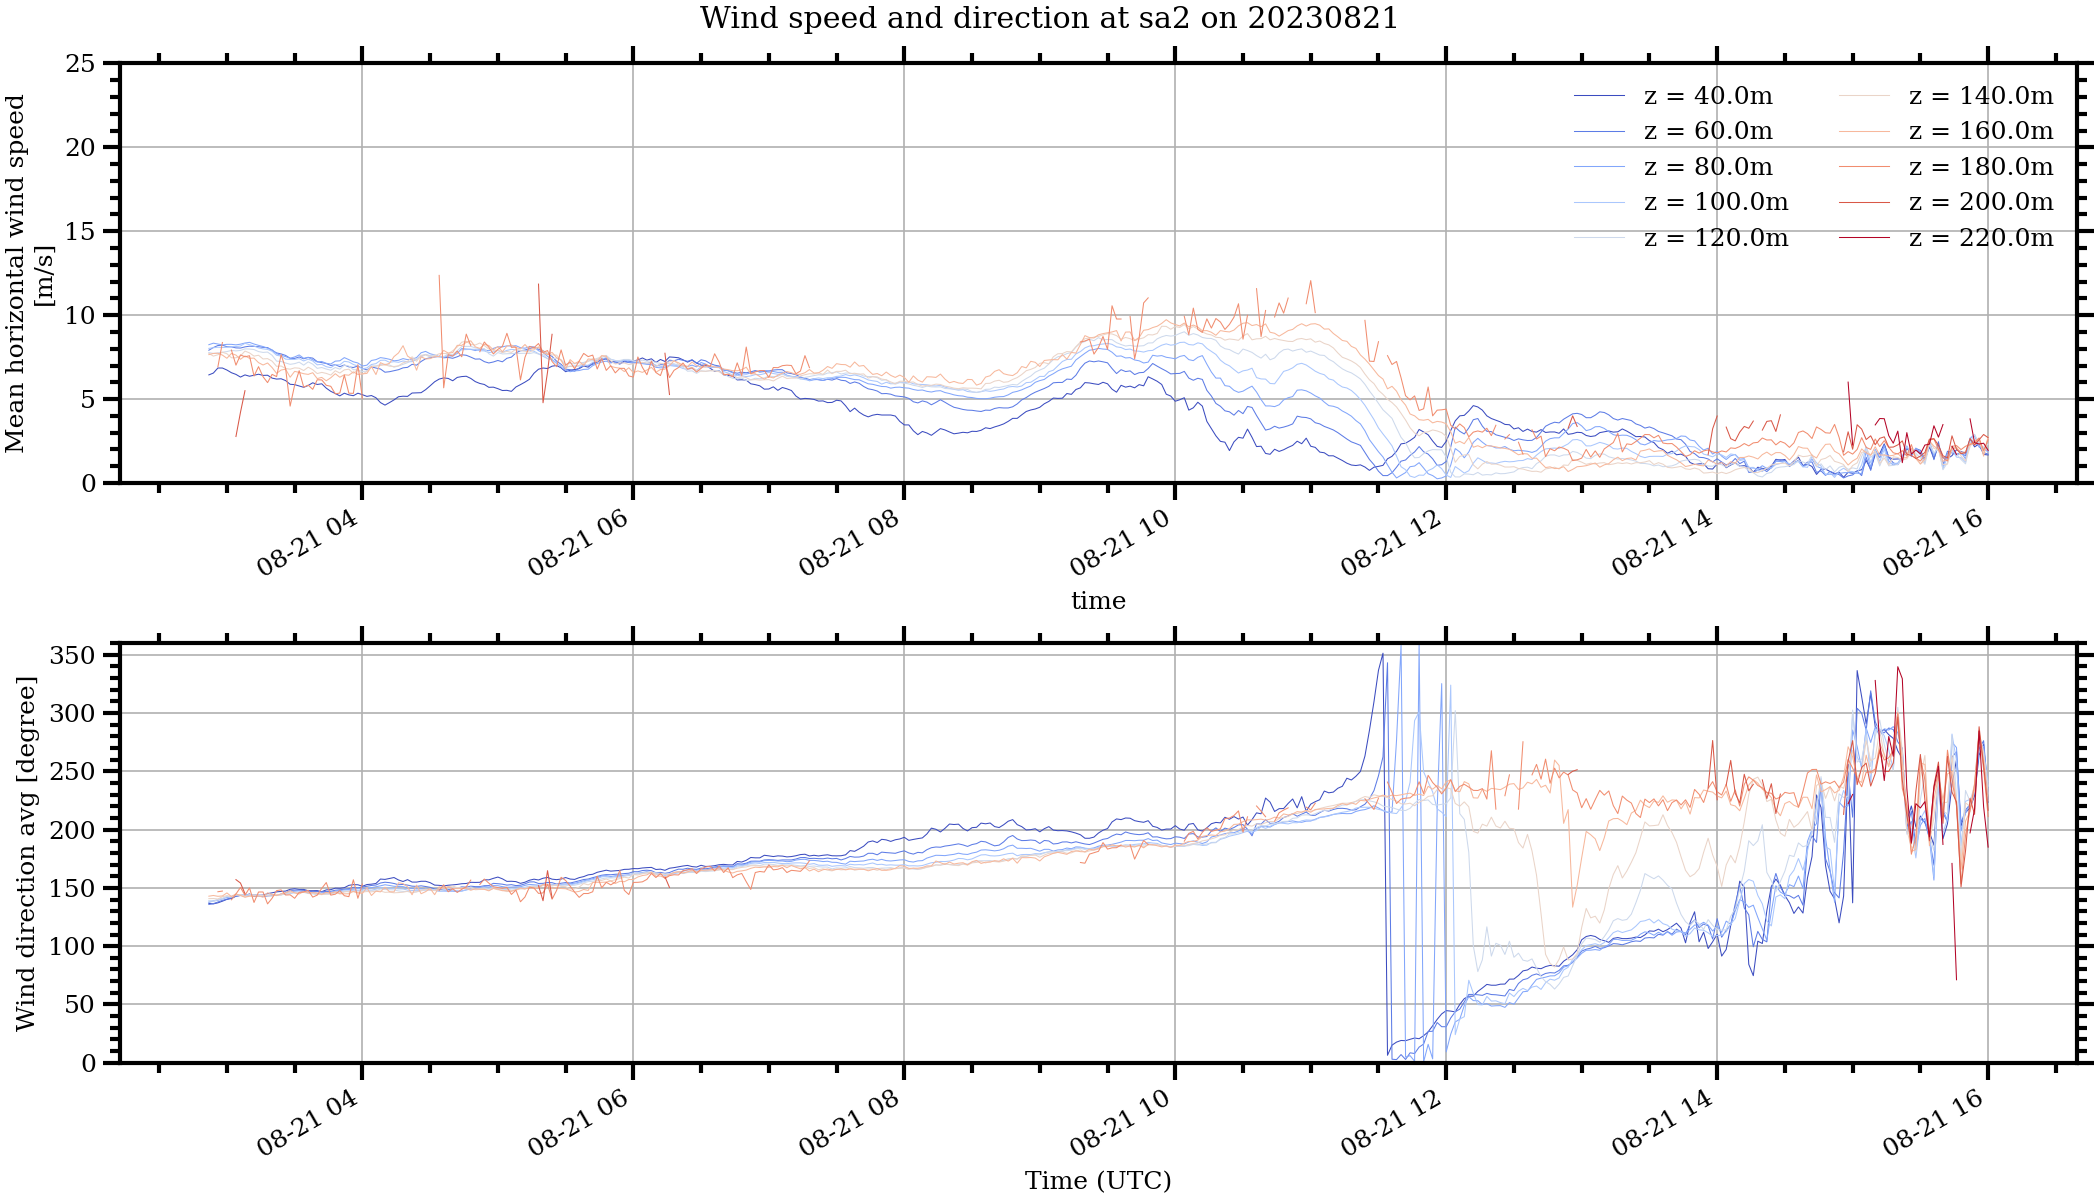 Wind speed and direction at sa2 on 20230821
Mean horizontal wind speed
[m/s]
25
20
15
10
5
0
z = 40.0m
z = 60.0m
z = 80.0m
z = 100.0m
z = 120.0m
z = 140.0m
z = 160.0m
z = 180.0m
z = 200.0m
z = 220.0m
08-21 04
08-21 06
08-21 08
08-21 10
08-21 12
08-21 14
08-21 16
time
Wind direction avg [degree]
350
300
250
200
150
100
50
0
08-21 04
08-21 06
08-21 08
08-21 10
08-21 12
08-21 14
08-21 16
Time (UTC)